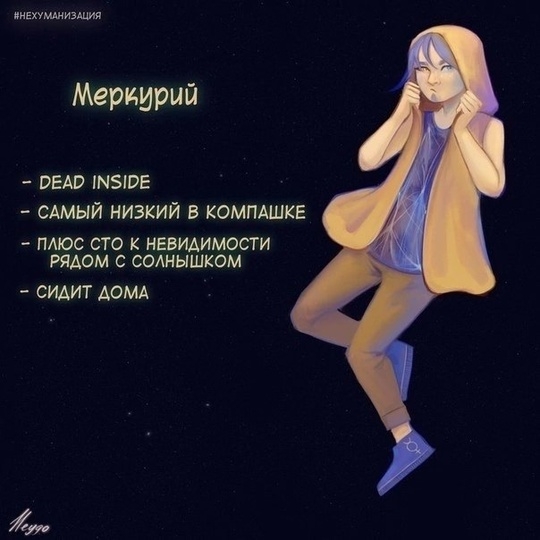 #НЕХУМАНИЗАЦИЯ
Меркурий
- DEAD INSIDE
- САМЫЙ НИЗКИЙ В КОМПАШКЕ
- ПЛЮС СТО К НЕВИДИМОСТИ
РЯДОМ С СОЛНЫШКОМ
- СИДИТ ДОМА